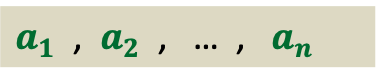 a₁ , a₂ , ... , aₙ